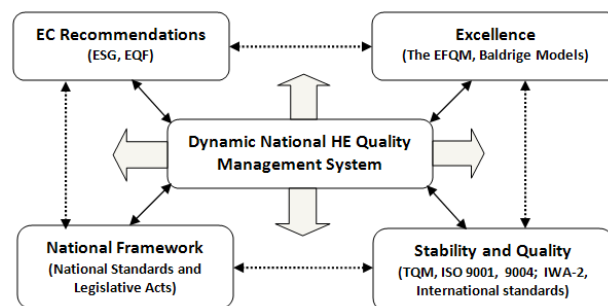 EC Recommendations
(ESG, EQF)
Excellence
(The EFQM, Baldrige Models)
Dynamic National HE Quality
Management System
National Framework
(National Standards and
Legislative Acts)
Stability and Quality
(TQM, ISO 9001, 9004; IWA-2,
International standards)